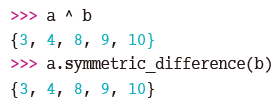 >>> a ^ b
{3, 4, 8, 9, 10}
>>> a.symmetric_difference(b)
{3, 4, 8, 9, 10}